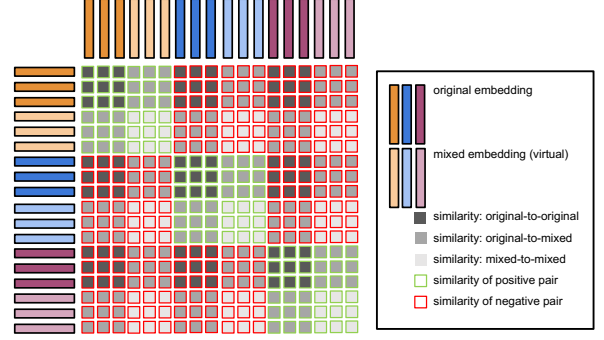 original embedding
mixed embedding (virtual)
similarity: original-to-original
similarity: original-to-mixed
similarity: mixed-to-mixed
similarity of positive pair
similarity of negative pair